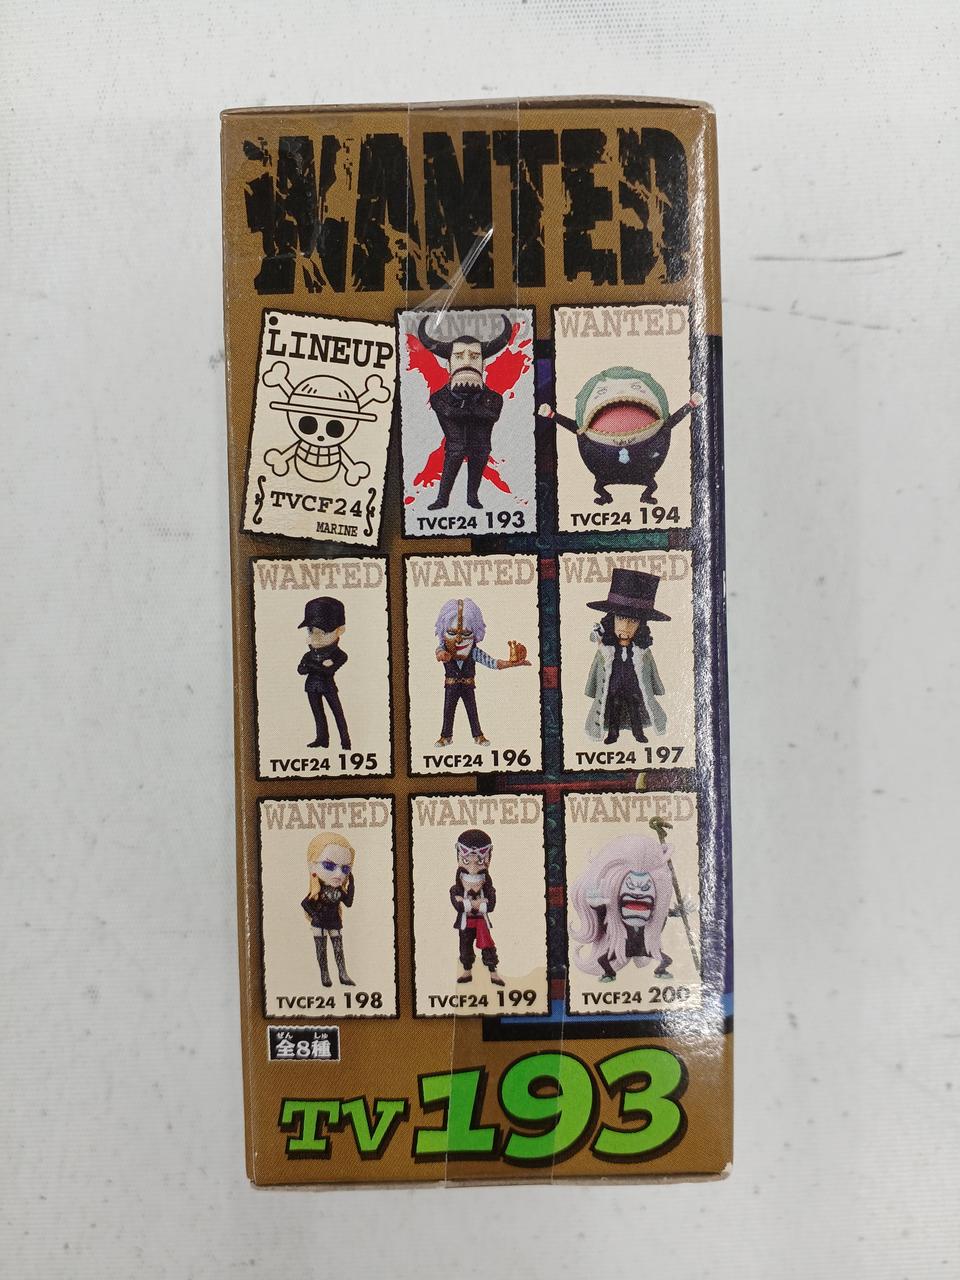 WANTED
LINEUP
TVCF24
MARINE
WANTED
TVCF24 193
WANTED
TVCF24 194
WANTED
TVCF24 195
WANTED
TVCF24 196
WANTED
TVCF24 197
WANTED
TVCF24 198
WANTED
TVCF24 199
WANTED
TVCF24 200
ぜん しゅ
全8種
TV 193